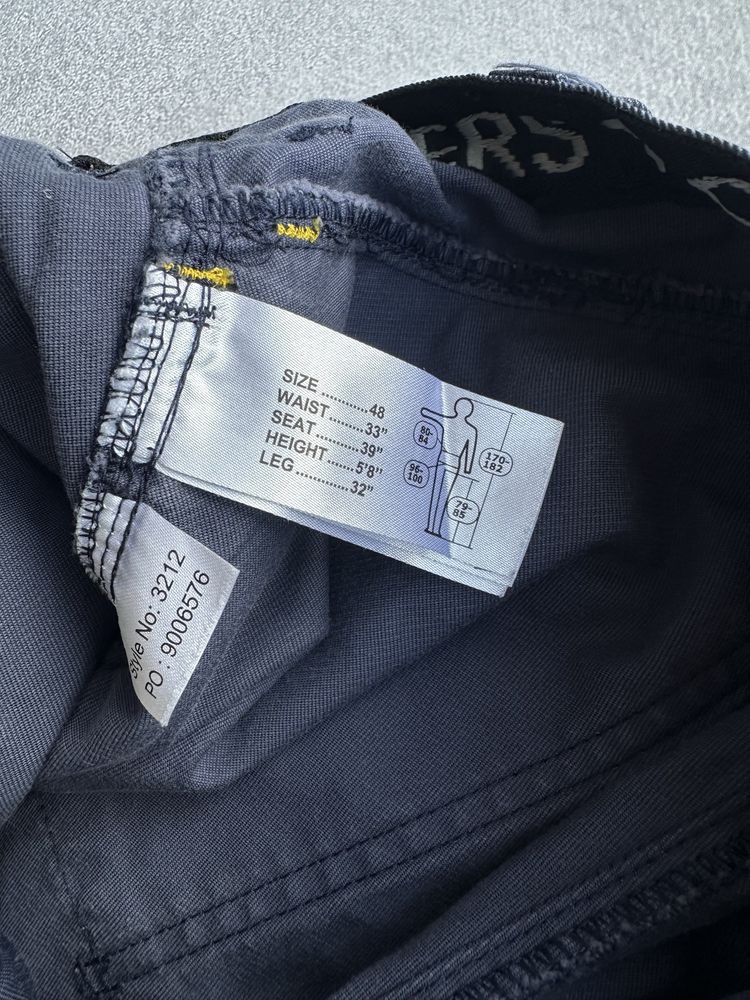 ERS
SIZE ........... 48
WAIST .......... 33"
SEAT ........... 39"
HEIGHT ....... 5'8"
LEG ............. 32"
80-
84
96-
100
170-
182
79-
85
Style No: 3212
PO : 9006576